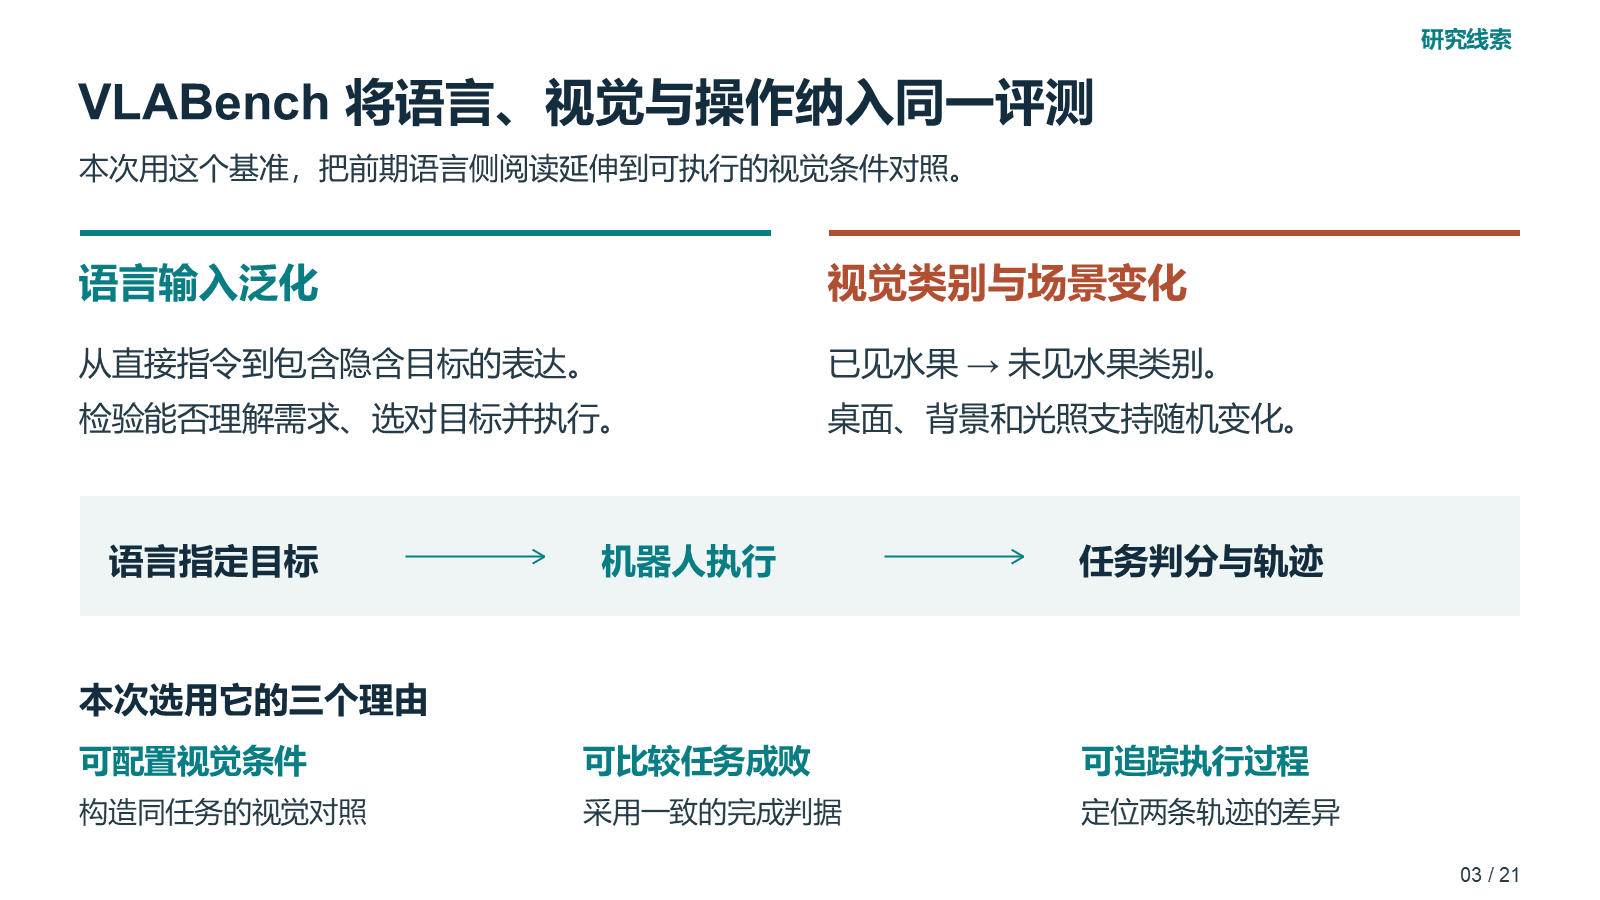 研究线索
VLABench 将语言、视觉与操作纳入同一评测
本次用这个基准，把前期语言侧阅读延伸到可执行的视觉条件对照。
语言输入泛化
从直接指令到包含隐含目标的表达。
检验能否理解需求、选对目标并执行。
视觉类别与场景变化
已见水果 → 未见水果类别。
桌面、背景和光照支持随机变化。
语言指定目标
机器人执行
任务判分与轨迹
本次选用它的三个理由
可配置视觉条件
构造同任务的视觉对照
可比较任务成败
采用一致的完成判据
可追踪执行过程
定位两条轨迹的差异
03 / 21